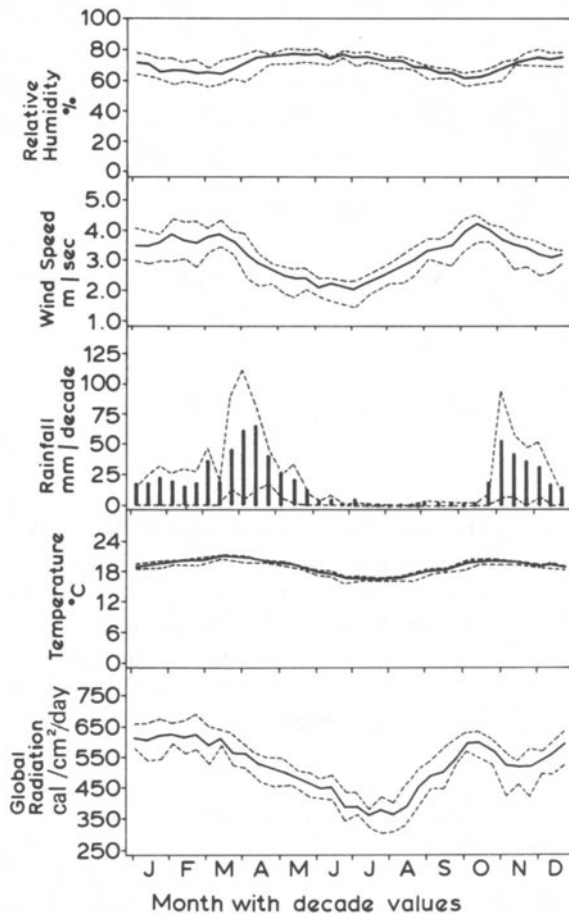 100
80
60
40
20
0
Relative
Humidity
%
5.0
4.0
3.0
2.0
1.0
Wind Speed
m | sec
125
100
75
50
25
0
Rainfall
mm | decade
24
18
12
6
0
Temperature
°C
750
650
550
450
350
250
Global
Radiation
cal /cm²/day
J F M A M J J A S O N D
Month with decade values